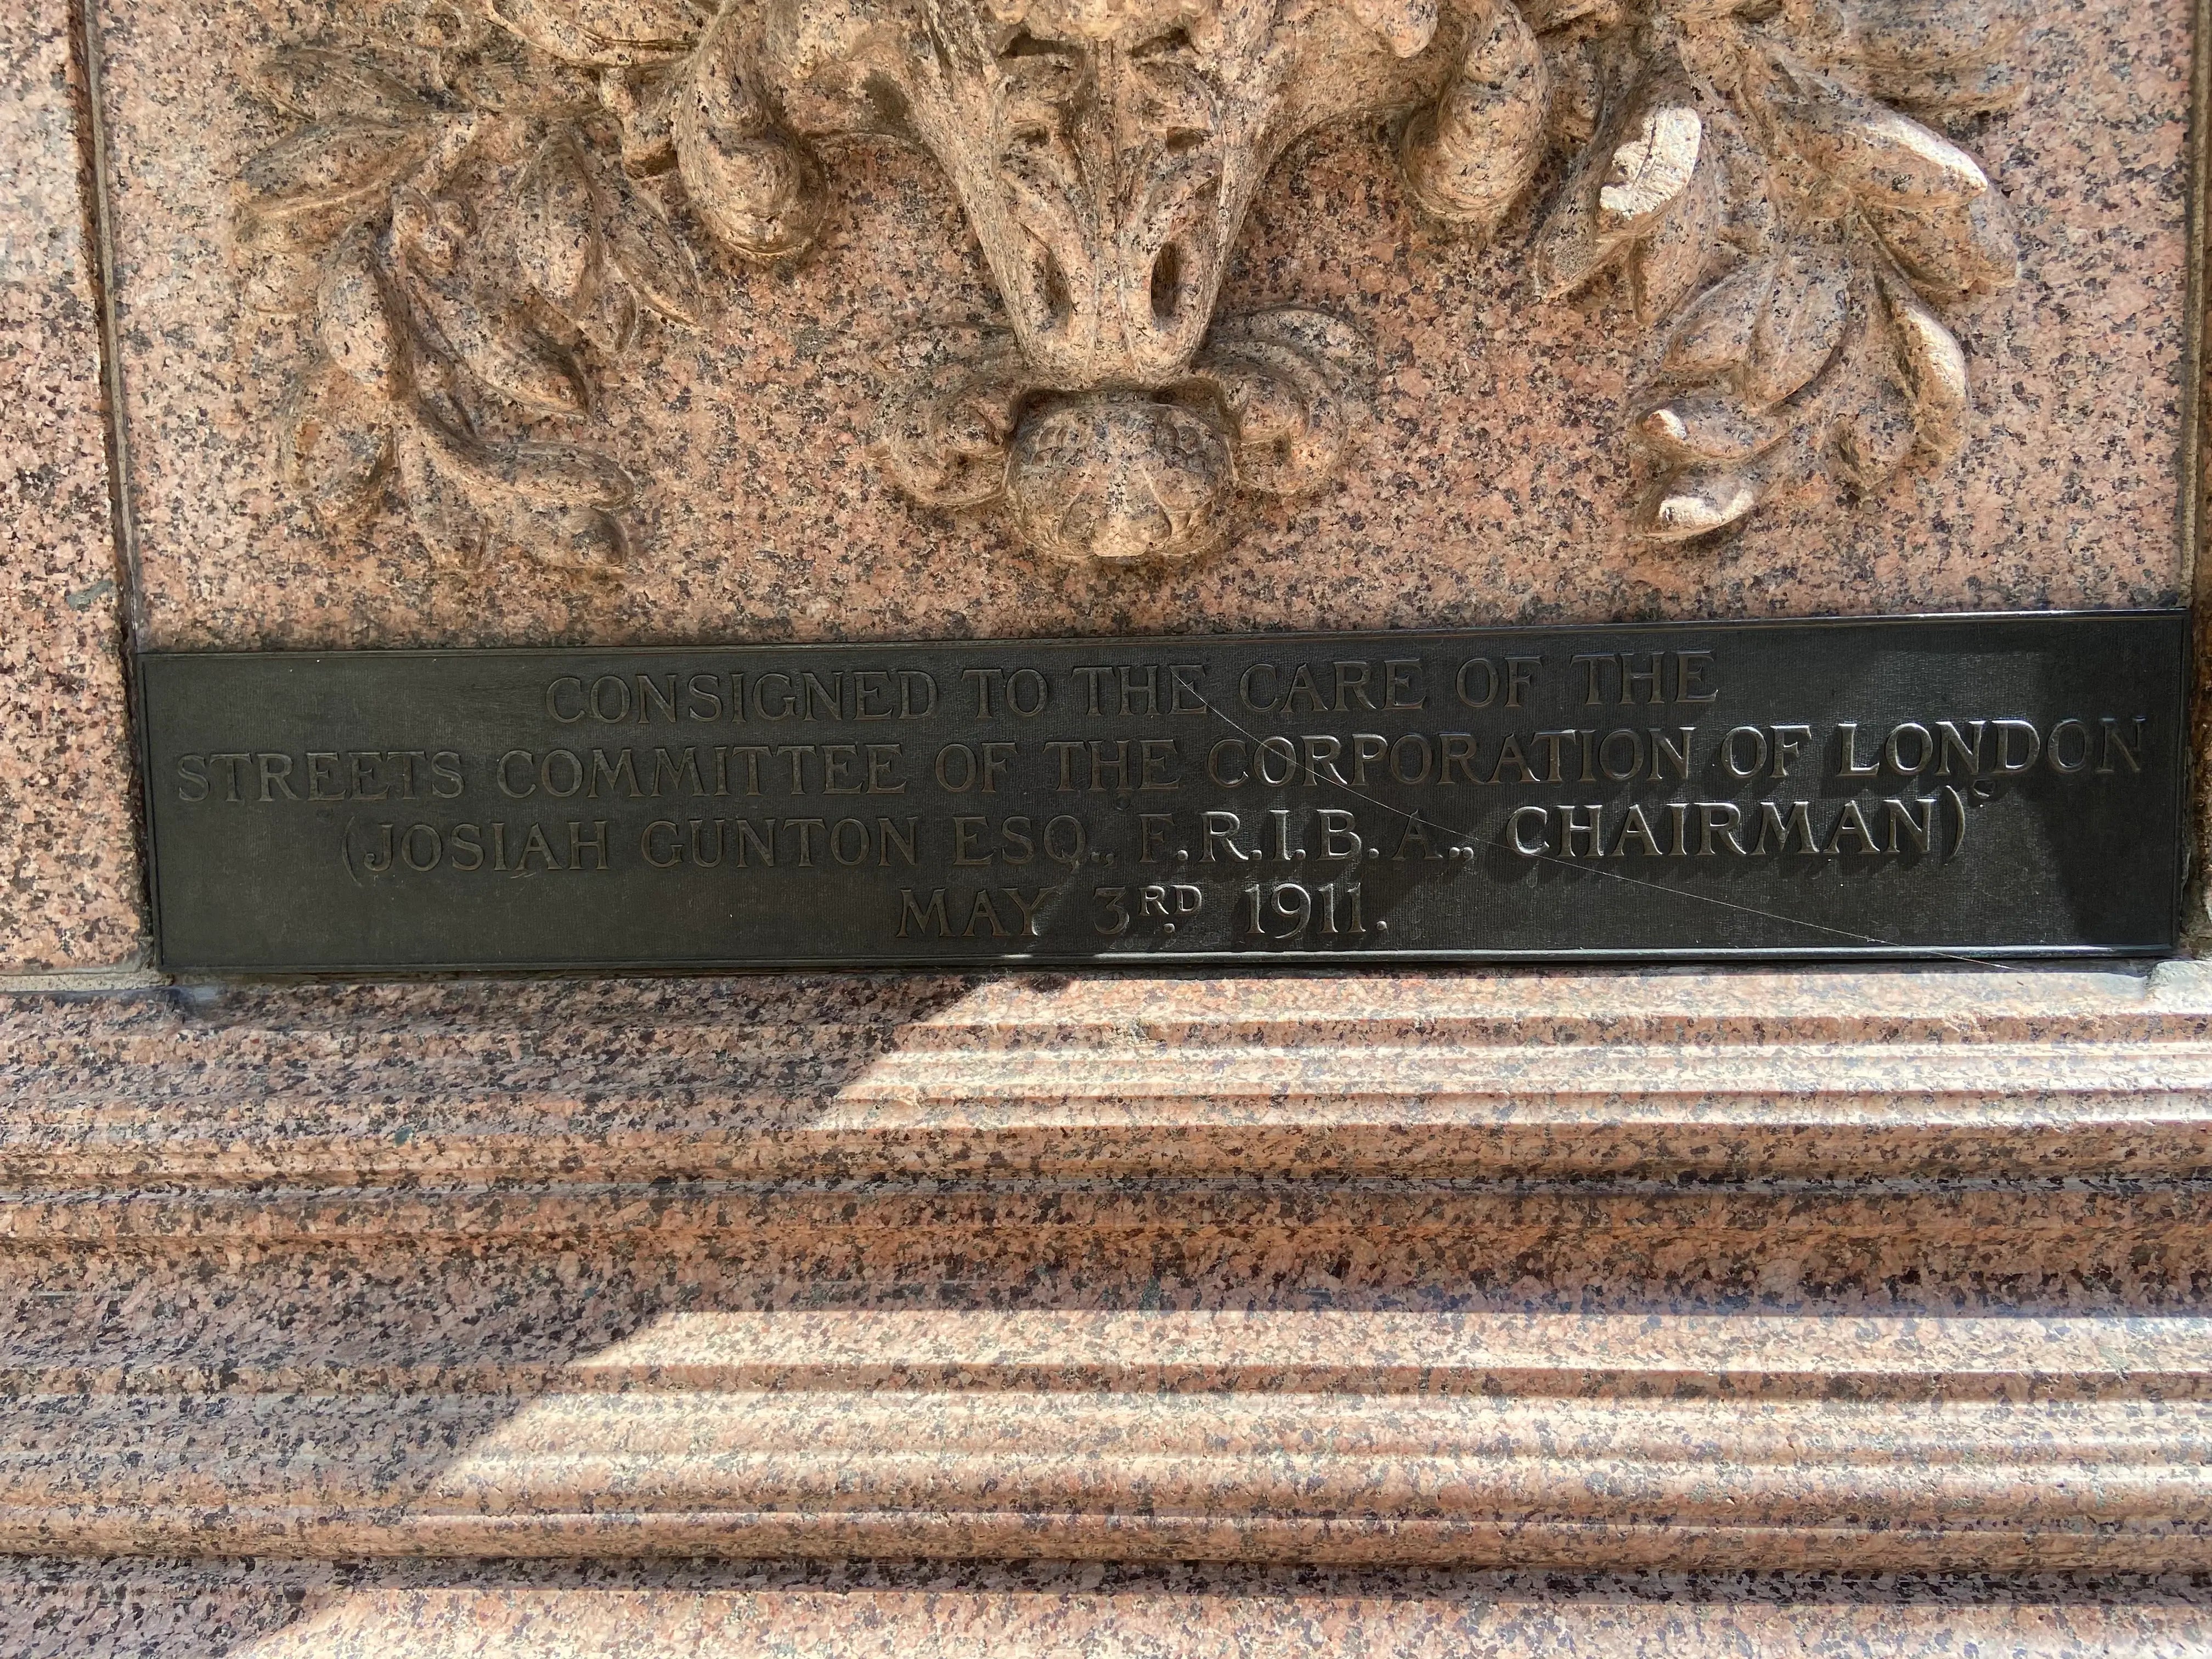 CONSIGNED TO THE CARE OF THE
STREETS COMMITTEE OF THE CORPORATION OF LONDON
(JOSIAH GUNTON ESQ., F.R.I.B.A., CHAIRMAN)
MAY 3RD. 1911.